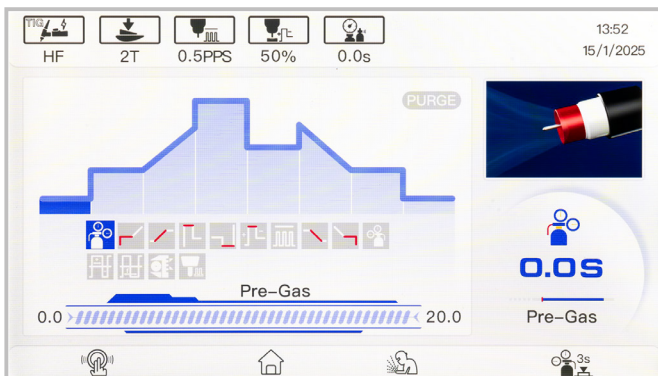 TIG
HF
2T
0.5PPS
50%
0.0s
13:52
15/1/2025
PURGE
Pre-Gas
0.0
20.0
0.0S
Pre-Gas
3s